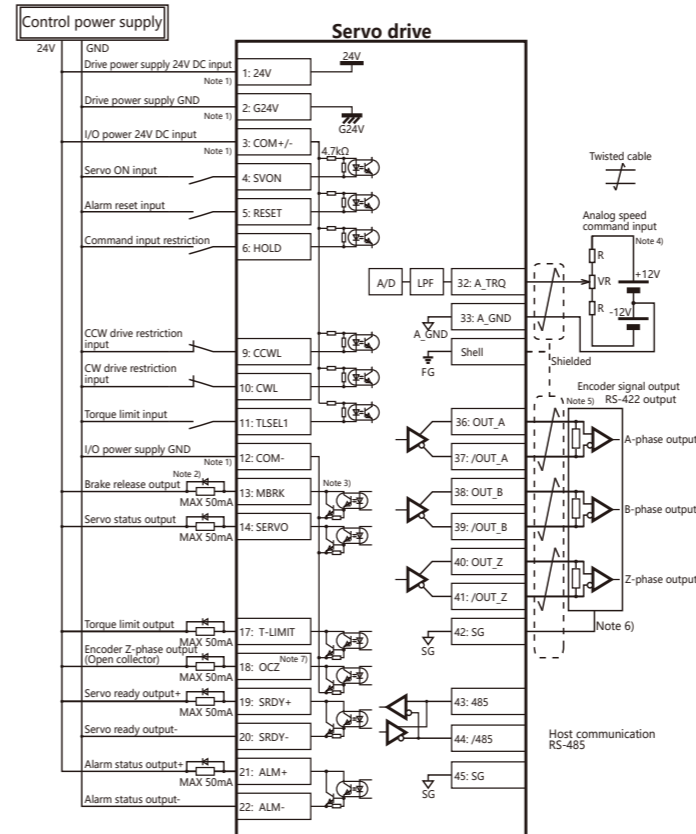 Control power supply
24V
GND
Servo drive
Drive power supply 24V DC input
Note 1)
1: 24V
24V
Drive power supply GND
Note 1)
2: G24V
G24V
I/O power 24V DC input
Note 1)
3: COM+/-
4.7kΩ
Servo ON input
4: SVON
Alarm reset input
5: RESET
Command input restriction
6: HOLD
CCW drive restriction
input
9: CCWL
CW drive restriction
input
10: CWL
Torque limit input
11: TLSEL1
I/O power supply GND
Note 1)
12: COM-
Brake release output
Note 2)
MAX 50mA
13: MBRK
Note 3)
Servo status output
MAX 50mA
14: SERVO
Torque limit output
MAX 50mA
17: T-LIMIT
Encoder Z-phase output
(Open collector)
MAX 50mA
18: OCZ
Note 7)
Servo ready output+
MAX 50mA
19: SRDY+
Servo ready output-
20: SRDY-
Alarm status output+
MAX 50mA
21: ALM+
Alarm status output-
22: ALM-
Twisted cable
Analog speed
command input
Note 4)
R
VR
R
+12V
-12V
A/D
LPF
32: A_TRQ
33: A_GND
A_GND
Shell
FG
Shielded
Encoder signal output
RS-422 output
Note 5)
36: OUT_A
37: /OUT_A
A-phase output
38: OUT_B
39: /OUT_B
B-phase output
40: OUT_Z
41: /OUT_Z
Z-phase output
42: SG
SG
Note 6)
43: 485
44: /485
Host communication
RS-485
45: SG
SG